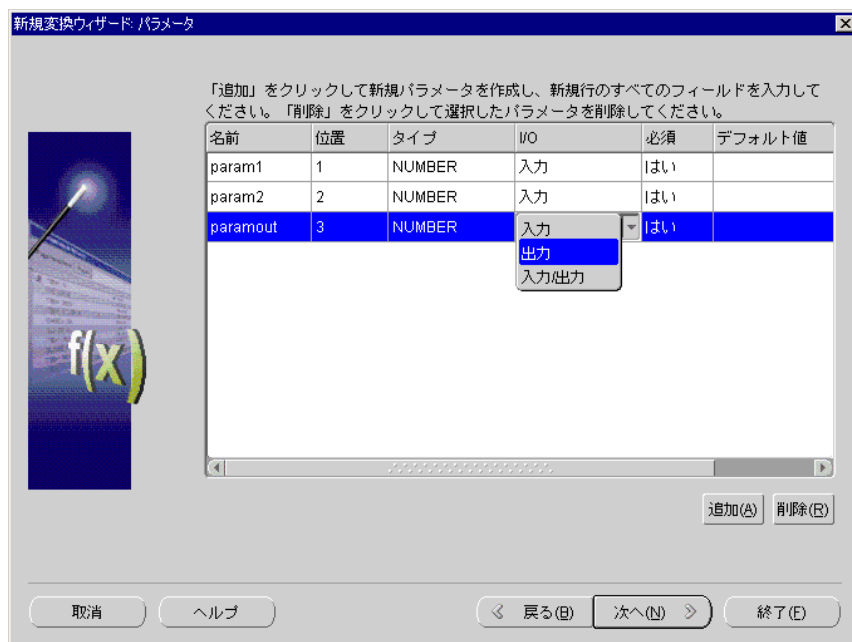 新規変換ウィザード: パラメータ
「追加」をクリックして新規パラメータを作成し、新規行のすべてのフィールドを入力して
ください。「削除」をクリックして選択したパラメータを削除してください。
名前 位置 タイプ I/O 必須 デフォルト値
param1 1 NUMBER 入力 はい
param2 2 NUMBER 入力 はい
paramout 3 NUMBER 入力 はい
出力
入力/出力
f(x)
追加(A) 削除(R)
取消 ヘルプ 戻る(B) 次へ(N) 終了(F)